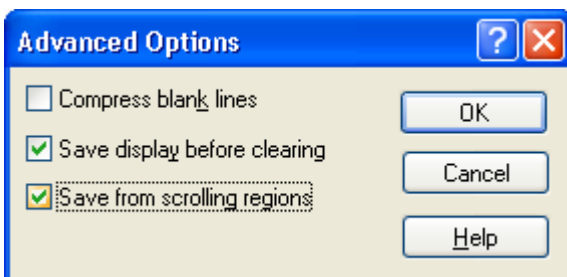 Advanced Options
Compress blank lines
Save display before clearing
Save from scrolling regions
OK
Cancel
Help